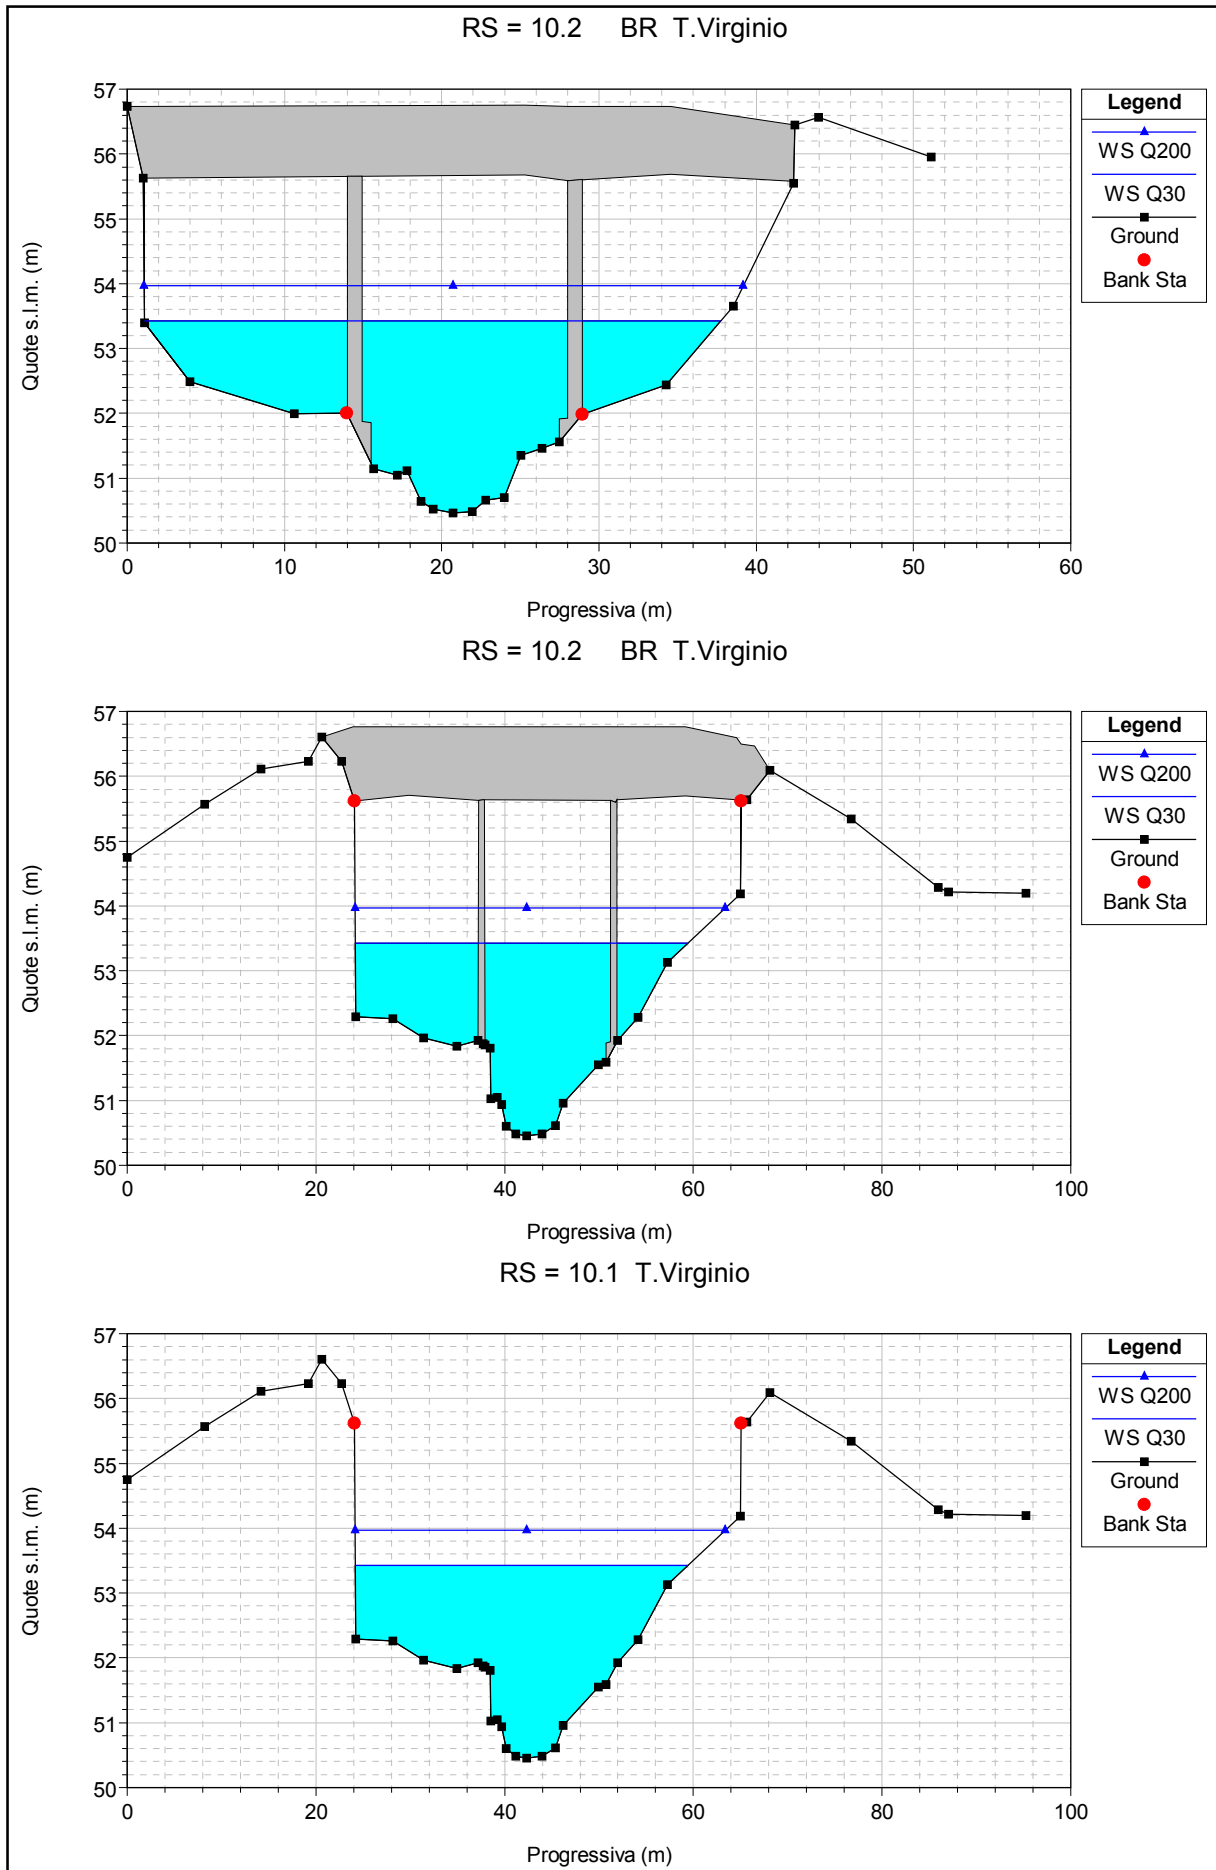 RS = 10.2 BR T.Virginio
57
56
55
54
53
52
51
50
Quote s.l.m. (m)
0 10 20 30 40 50 60
Progressiva (m)
Legend
WS Q200
WS Q30
Ground
Bank Sta
RS = 10.2 BR T.Virginio
57
56
55
54
53
52
51
50
Quote s.l.m. (m)
0 20 40 60 80 100
Progressiva (m)
Legend
WS Q200
WS Q30
Ground
Bank Sta
RS = 10.1 T.Virginio
57
56
55
54
53
52
51
50
Quote s.l.m. (m)
0 20 40 60 80 100
Progressiva (m)
Legend
WS Q200
WS Q30
Ground
Bank Sta